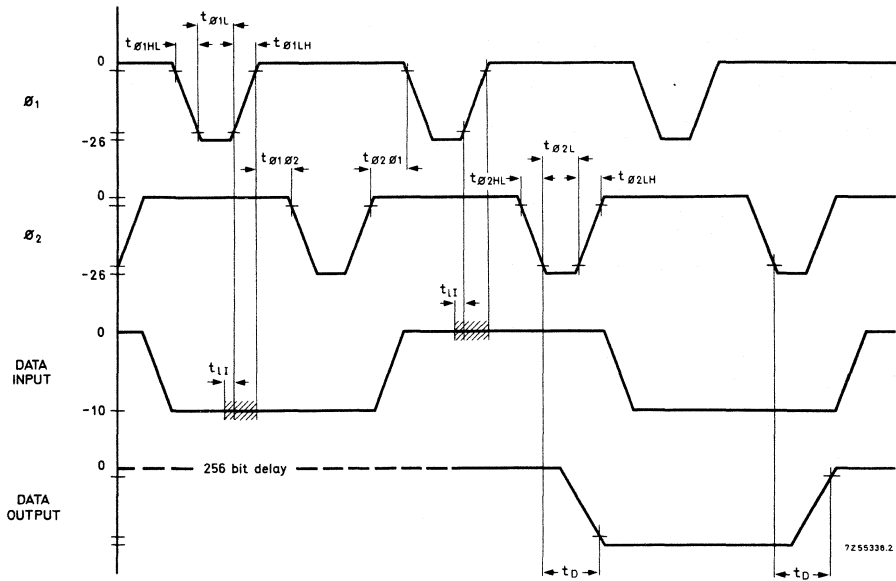 tØ1L
tØ1HL
tØ1LH
0
Ø1
-26
tØ1Ø2
tØ2Ø1
tØ2L
tØ2HL
tØ2LH
0
Ø2
-26
tlI
0
DATA
INPUT
tlI
-10
0
256 bit delay
DATA
OUTPUT
7Z55336.2
tD
tD